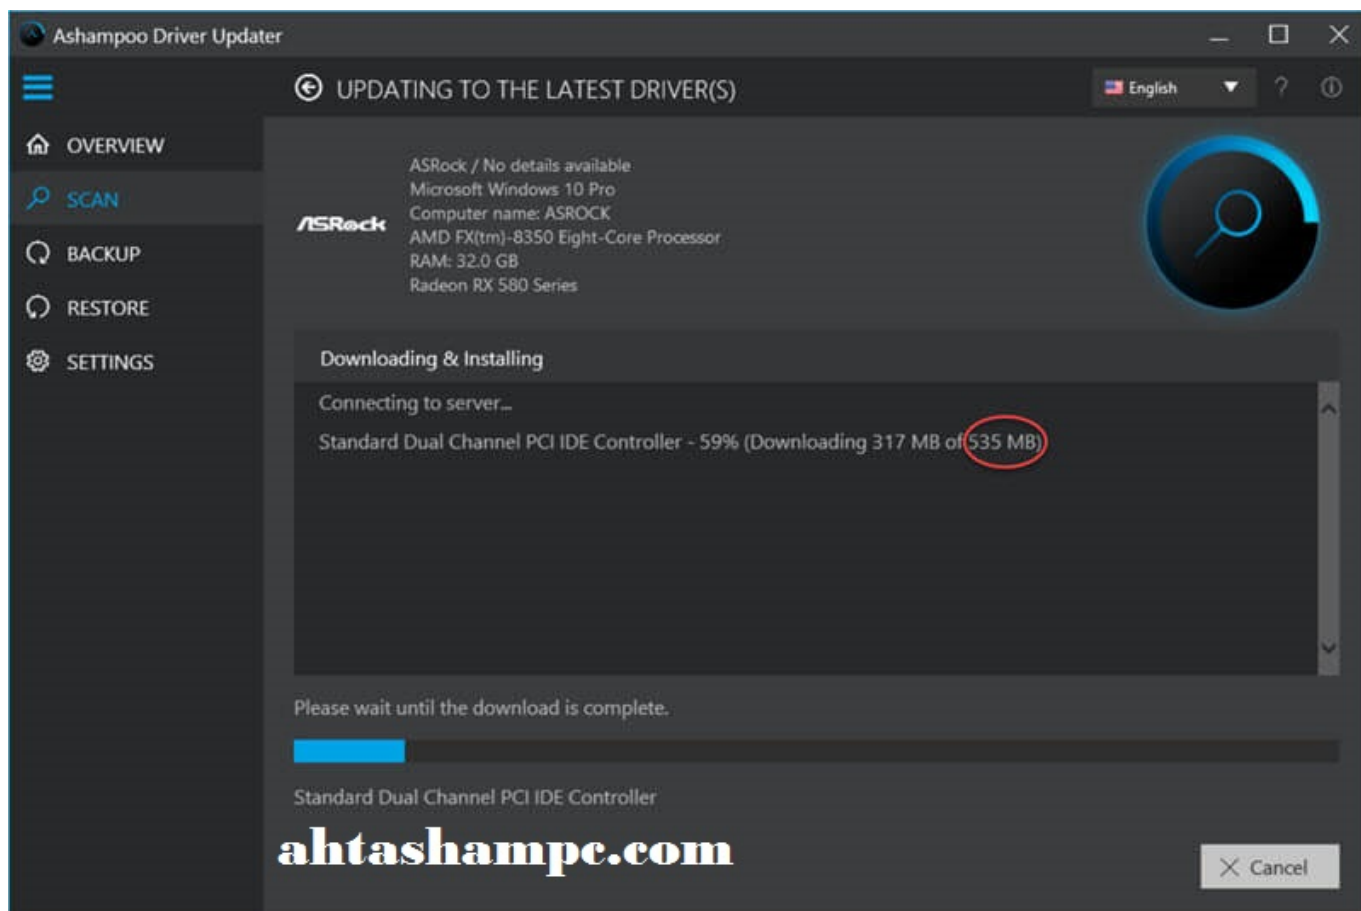 Ashampoo Driver Updater
UPDATING TO THE LATEST DRIVER(S)
English
?
OVERVIEW
SCAN
BACKUP
RESTORE
SETTINGS
ASRock
ASRock / No details available
Microsoft Windows 10 Pro
Computer name: ASROCK
AMD FX(tm)-8350 Eight-Core Processor
RAM: 32.0 GB
Radeon RX 580 Series
Downloading & Installing
Connecting to server...
Standard Dual Channel PCI IDE Controller - 59% (Downloading 317 MB of 535 MB)
Please wait until the download is complete.
Standard Dual Channel PCI IDE Controller
ahtashampc.com
Cancel